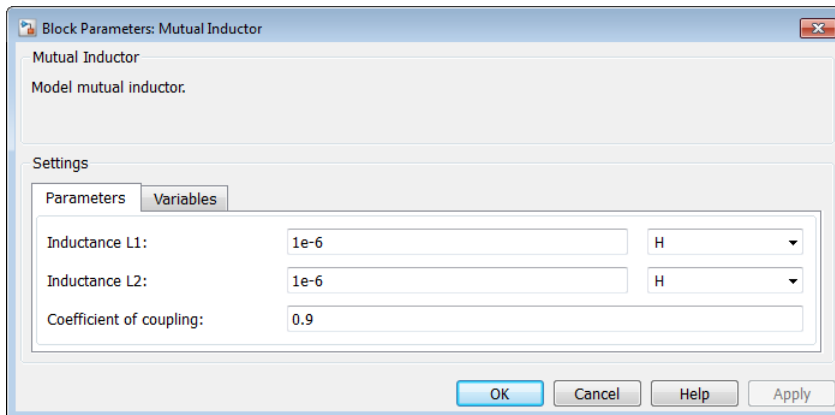 Block Parameters: Mutual Inductor
Mutual Inductor
Model mutual inductor.
Settings
Parameters Variables
Inductance L1: 1e-6 H
Inductance L2: 1e-6 H
Coefficient of coupling: 0.9
OK Cancel Help Apply